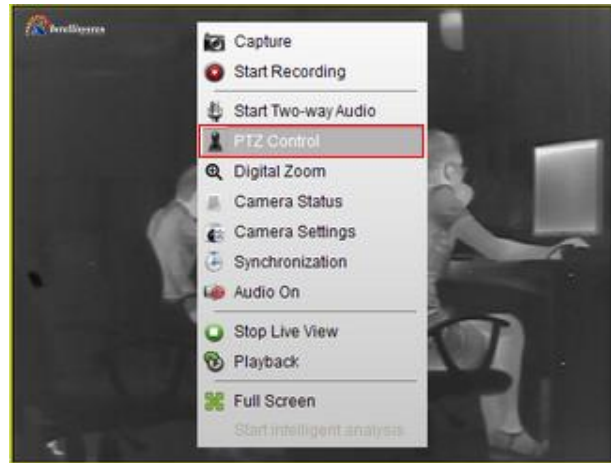 Capture
Start Recording
Start Two-way Audio
PTZ Control
Digital Zoom
Camera Status
Camera Settings
Synchronization
Audio On
Stop Live View
Playback
Full Screen
Start intelligent analysis